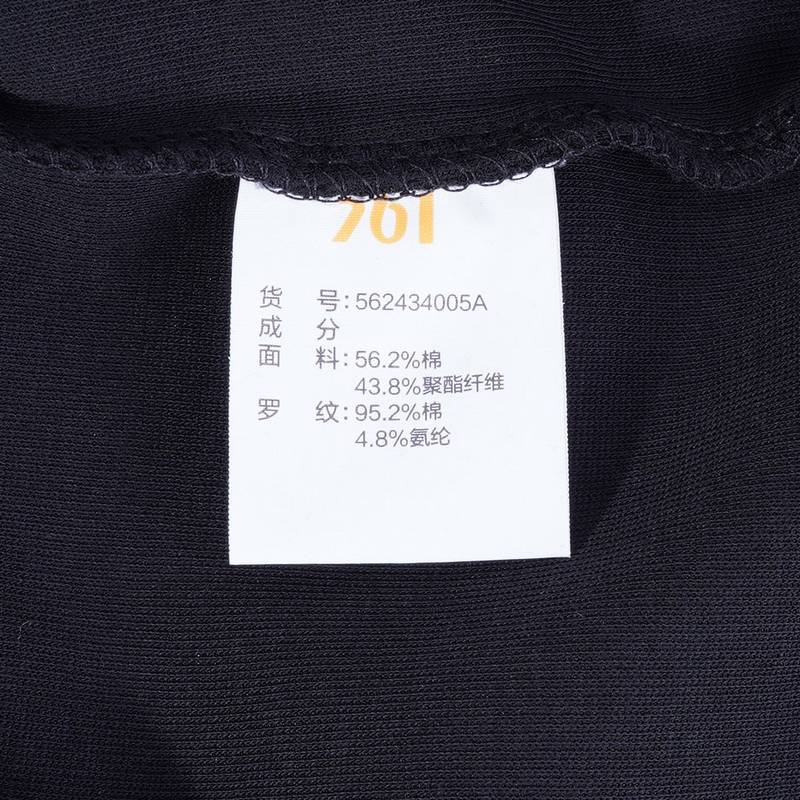 361
货 号: 562434005A
成 分
面 料: 56.2%棉
43.8%聚酯纤维
罗 纹: 95.2%棉
4.8%氨纶